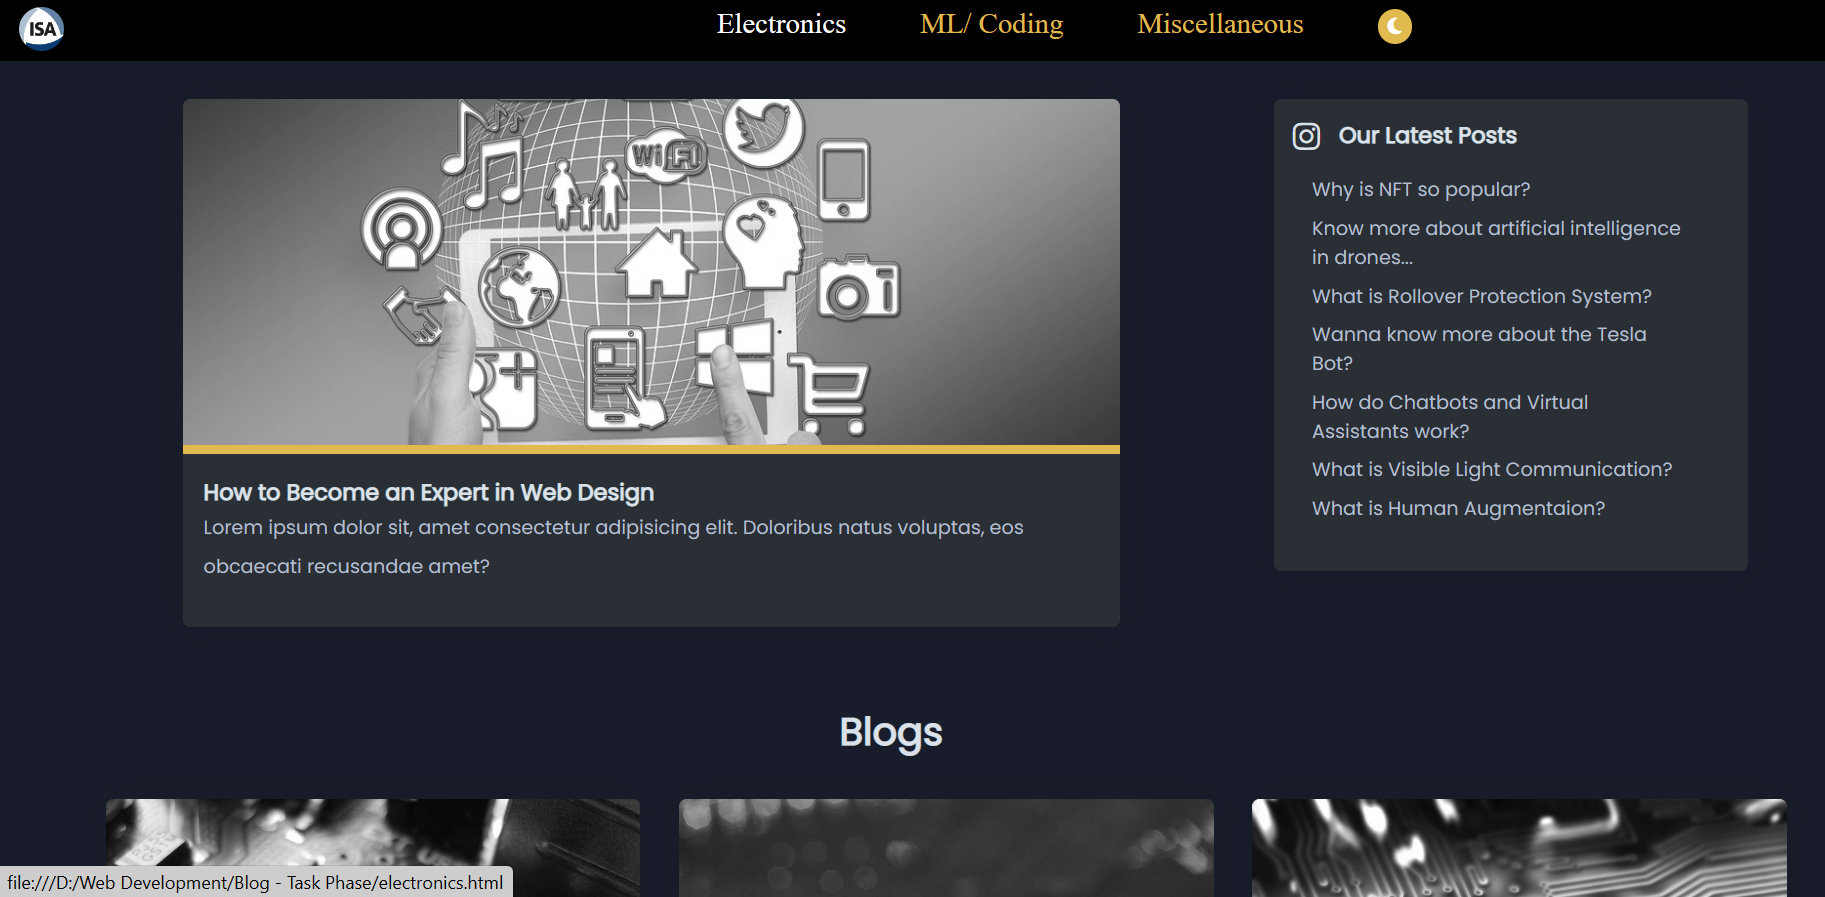 ISA
Electronics
ML/ Coding
Miscellaneous
WiFi
How to Become an Expert in Web Design
Lorem ipsum dolor sit, amet consectetur adipisicing elit. Doloribus natus voluptas, eos
obcaecati recusandae amet?
Our Latest Posts
Why is NFT so popular?
Know more about artificial intelligence
in drones...
What is Rollover Protection System?
Wanna know more about the Tesla
Bot?
How do Chatbots and Virtual
Assistants work?
What is Visible Light Communication?
What is Human Augmentaion?
Blogs
file:///D:/Web Development/Blog - Task Phase/electronics.html